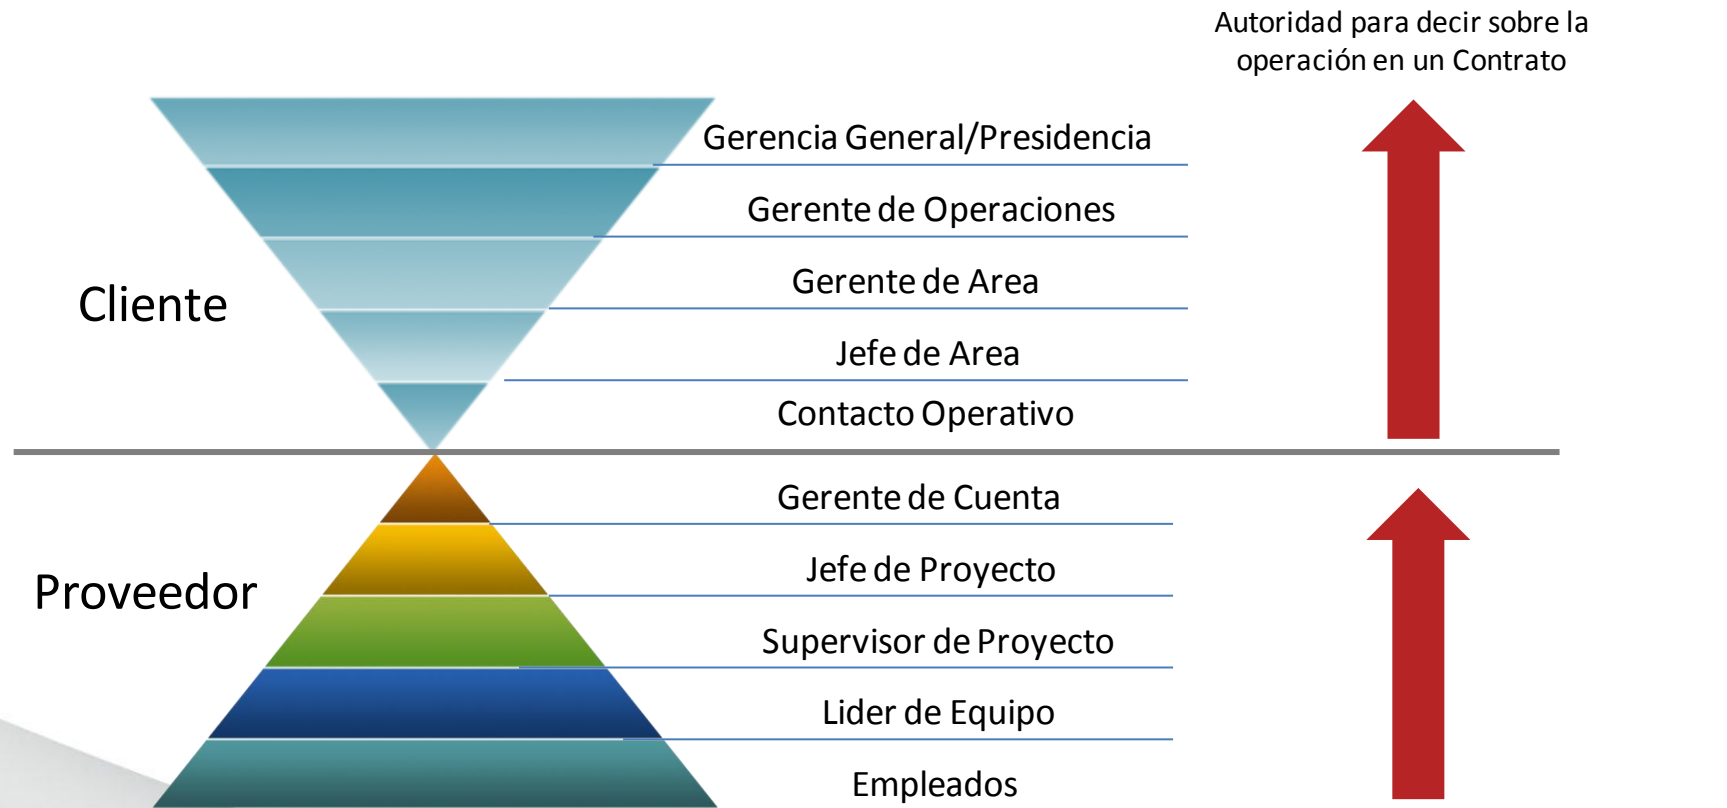 Autoridad para decir sobre la
operación en un Contrato
Gerencia General/Presidencia
Gerente de Operaciones
Gerente de Area
Cliente
Jefe de Area
Contacto Operativo
Gerente de Cuenta
Jefe de Proyecto
Proveedor
Supervisor de Proyecto
Lider de Equipo
Empleados